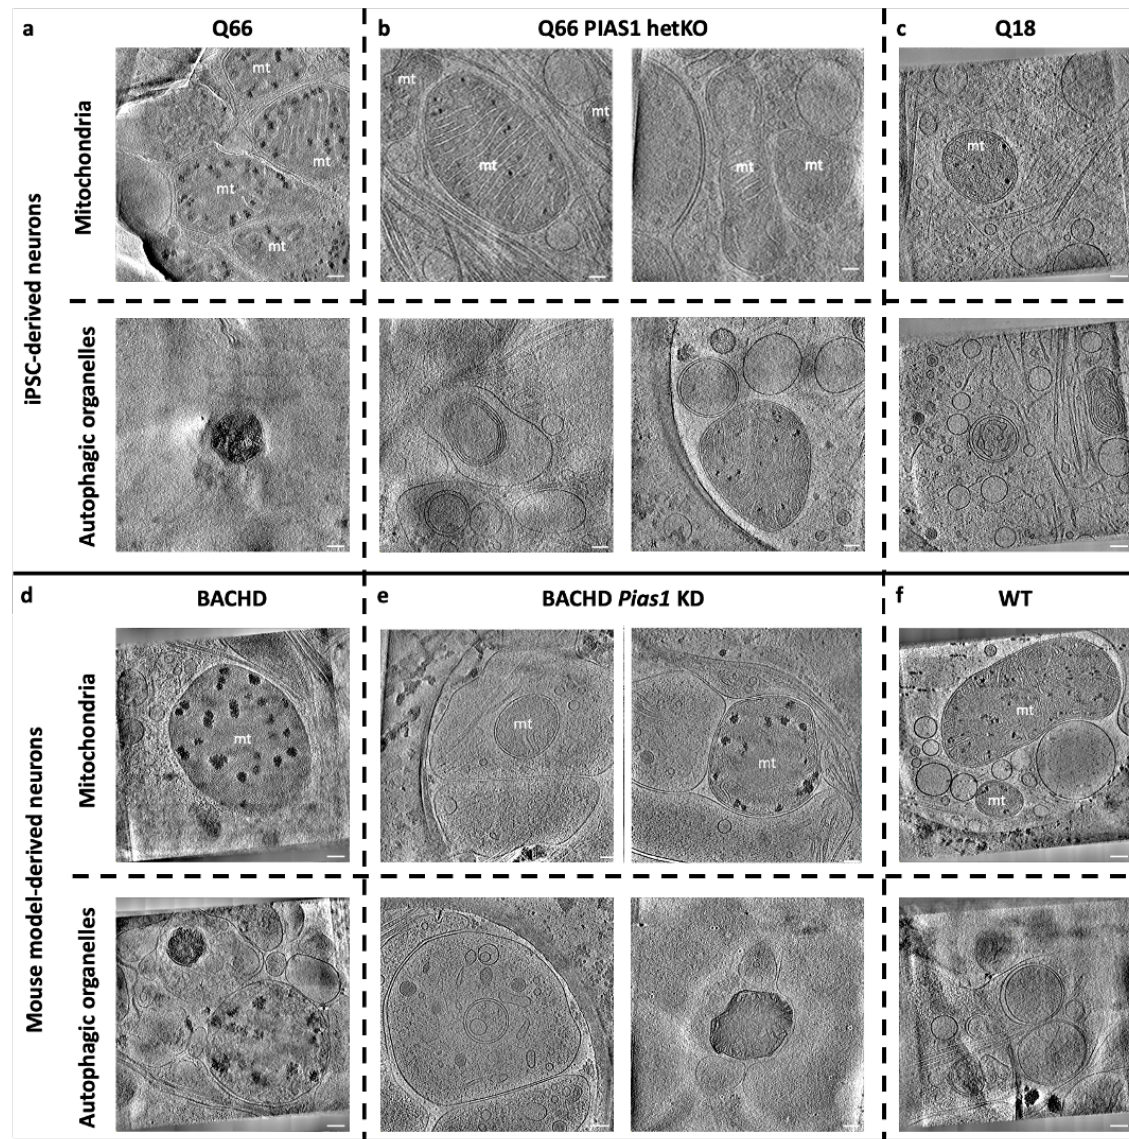 a Q66 b Q66 PIAS1 hetKO c Q18
iPSC-derived neurons
Mitochondria
mt
mt
mt
mt
mt
mt
mt
mt
mt
mt
Autophagic organelles
d BACHD e BACHD Pias1 KD f WT
Mouse model-derived neurons
Mitochondria
mt
mt
mt
mt
mt
Autophagic organelles